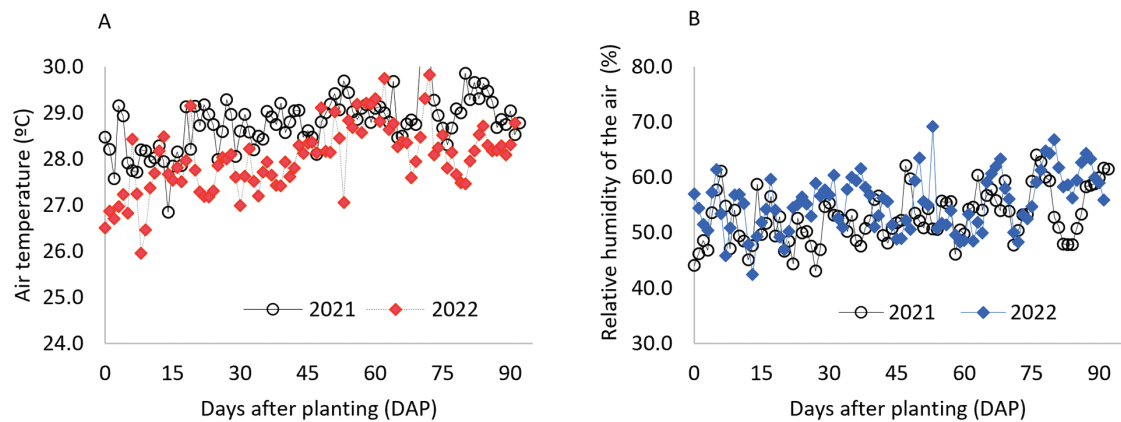 A
Air temperature (ºC)
30.0
29.0
28.0
27.0
26.0
25.0
24.0
2021
2022
0 15 30 45 60 75 90
Days after planting (DAP)
B
Relative humidity of the air (%)
80.0
70.0
60.0
50.0
40.0
30.0
2021
2022
0 15 30 45 60 75 90
Days after planting (DAP)